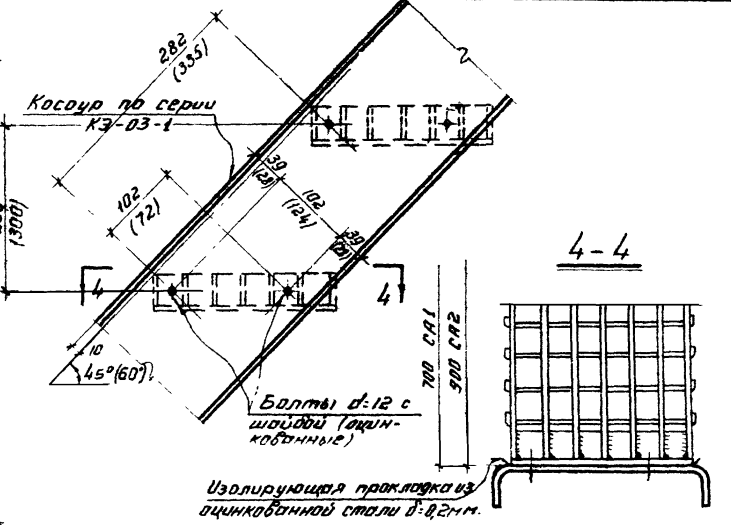 282
(335)
Косоур по серии
КЭ-03-1
39
(28)
102
(124)
39
102
(72)
(300)
4
4
10
45°(60°)
Болты d=12 с
шайбой (оцин-
кованные)
4-4
700 СА1
900 СА2
Изолирующая прокладка из
оцинкованной стали δ=0,2мм.